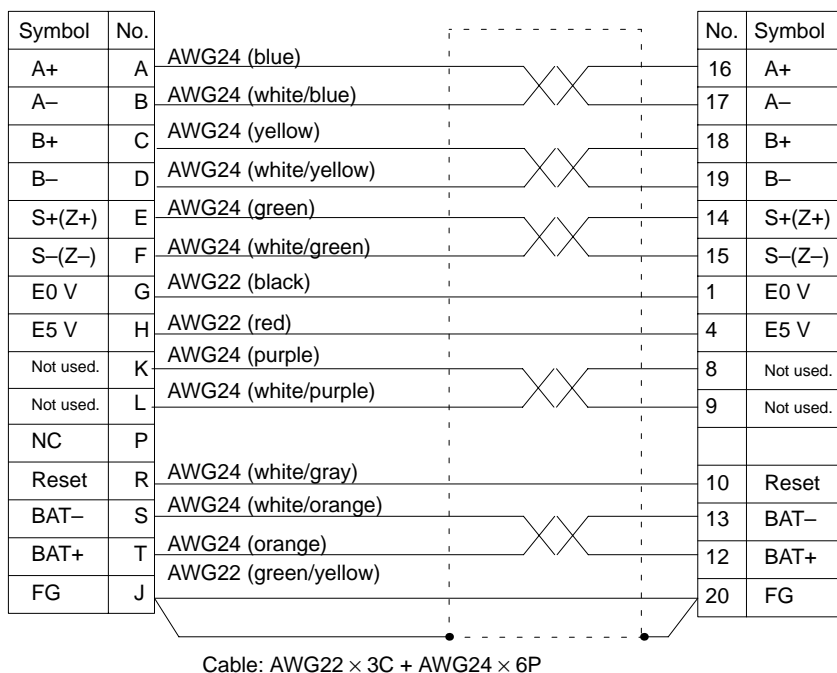 Symbol No. No. Symbol
A+ A AWG24 (blue) 16 A+
A– B AWG24 (white/blue) 17 A–
B+ C AWG24 (yellow) 18 B+
B– D AWG24 (white/yellow) 19 B–
S+(Z+) E AWG24 (green) 14 S+(Z+)
S–(Z–) F AWG24 (white/green) 15 S–(Z–)
E0 V G AWG22 (black) 1 E0 V
E5 V H AWG22 (red) 4 E5 V
Not used. K AWG24 (purple) 8 Not used.
Not used. L AWG24 (white/purple) 9 Not used.
NC P
Reset R AWG24 (white/gray) 10 Reset
BAT– S AWG24 (white/orange) 13 BAT–
BAT+ T AWG24 (orange) 12 BAT+
FG J AWG22 (green/yellow) 20 FG
Cable: AWG22 × 3C + AWG24 × 6P